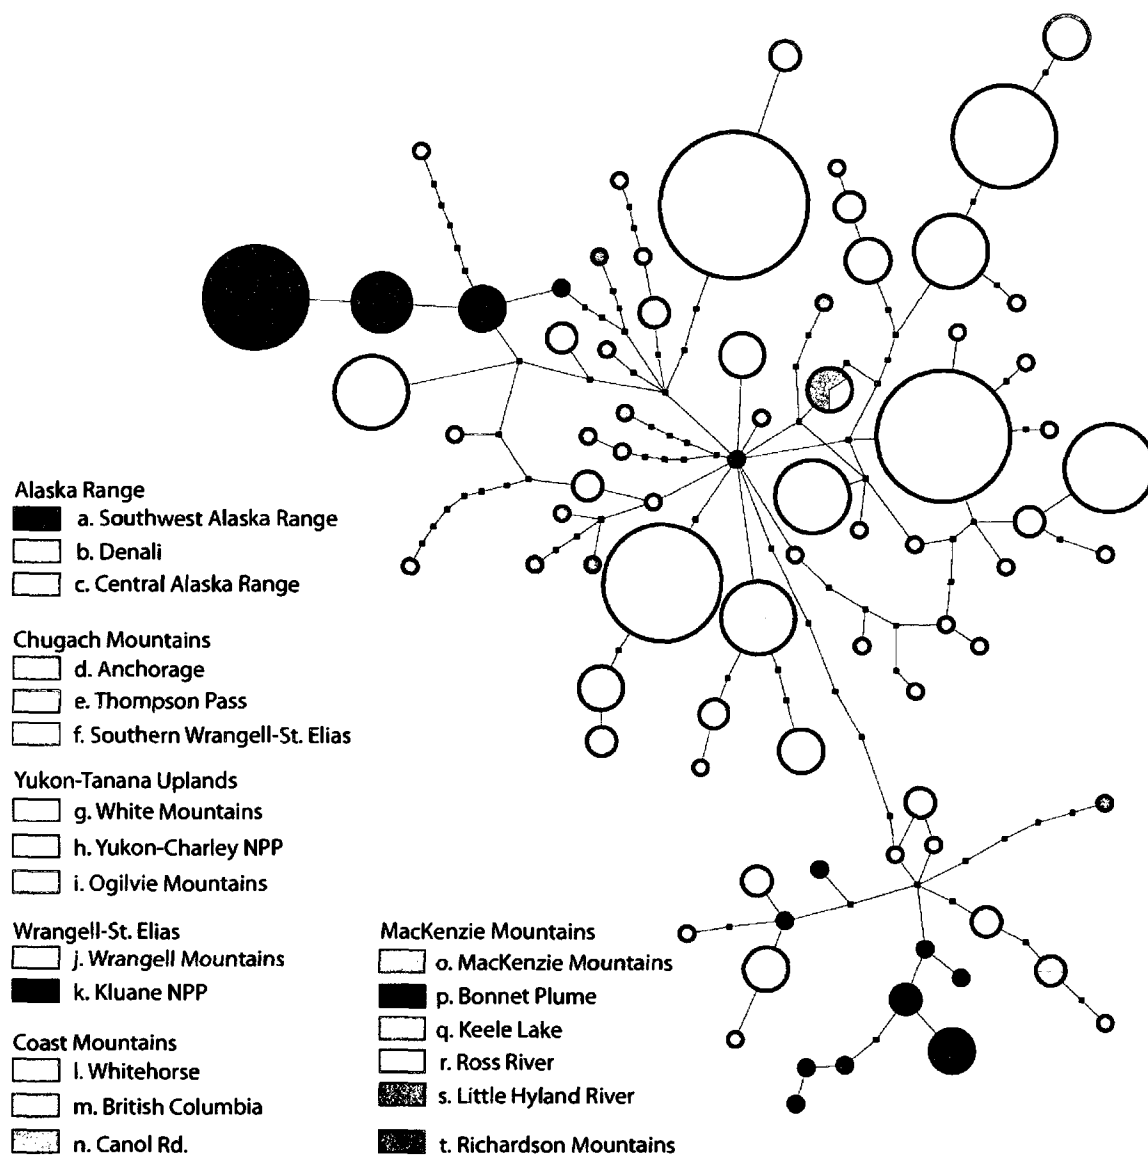 Alaska Range
a. Southwest Alaska Range
b. Denali
c. Central Alaska Range
Chugach Mountains
d. Anchorage
e. Thompson Pass
f. Southern Wrangell-St. Elias
Yukon-Tanana Uplands
g. White Mountains
h. Yukon-Charley NPP
i. Ogilvie Mountains
Wrangell-St. Elias
j. Wrangell Mountains
k. Kluane NPP
Coast Mountains
l. Whitehorse
m. British Columbia
n. Canol Rd.
MacKenzie Mountains
o. MacKenzie Mountains
p. Bonnet Plume
q. Keele Lake
r. Ross River
s. Little Hyland River
t. Richardson Mountains